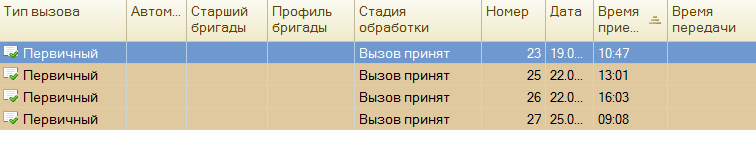 Тип вызова Автом... Старший бригады Профиль бригады Стадия обработки Номер Дата Время прие... Время передачи
Первичный Вызов принят 23 19.0... 10:47
Первичный Вызов принят 25 22.0... 13:01
Первичный Вызов принят 26 22.0... 16:03
Первичный Вызов принят 27 25.0... 09:08